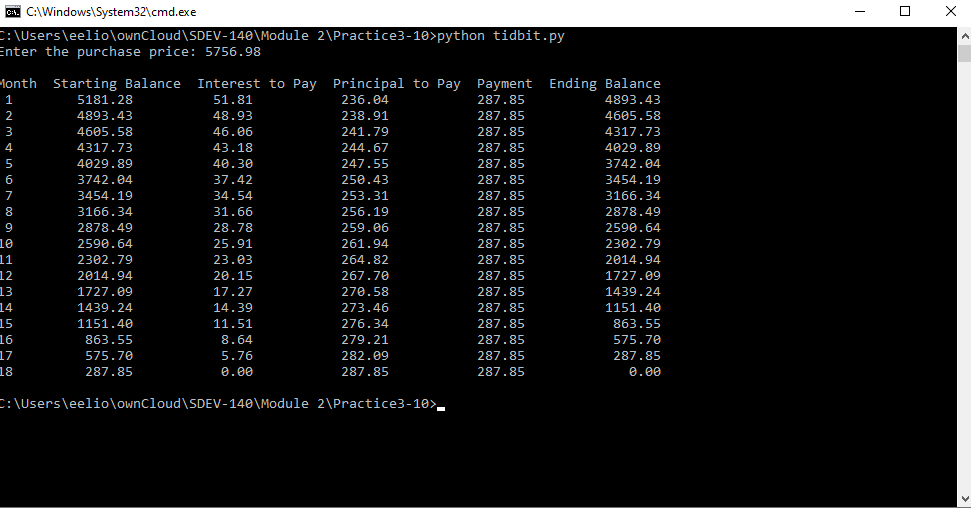 C:\Windows\System32\cmd.exe
C:\Users\eelio\ownCloud\SDEV-140\Module 2\Practice3-10>python tidbit.py
Enter the purchase price: 5756.98
Month  Starting Balance  Interest to Pay  Principal to Pay  Payment  Ending Balance
1 5181.28 51.81 236.04 287.85 4893.43
2 4893.43 48.93 238.91 287.85 4605.58
3 4605.58 46.06 241.79 287.85 4317.73
4 4317.73 43.18 244.67 287.85 4029.89
5 4029.89 40.30 247.55 287.85 3742.04
6 3742.04 37.42 250.43 287.85 3454.19
7 3454.19 34.54 253.31 287.85 3166.34
8 3166.34 31.66 256.19 287.85 2878.49
9 2878.49 28.78 259.06 287.85 2590.64
10 2590.64 25.91 261.94 287.85 2302.79
11 2302.79 23.03 264.82 287.85 2014.94
12 2014.94 20.15 267.70 287.85 1727.09
13 1727.09 17.27 270.58 287.85 1439.24
14 1439.24 14.39 273.46 287.85 1151.40
15 1151.40 11.51 276.34 287.85 863.55
16 863.55 8.64 279.21 287.85 575.70
17 575.70 5.76 282.09 287.85 287.85
18 287.85 0.00 287.85 287.85 0.00
C:\Users\eelio\ownCloud\SDEV-140\Module 2\Practice3-10>